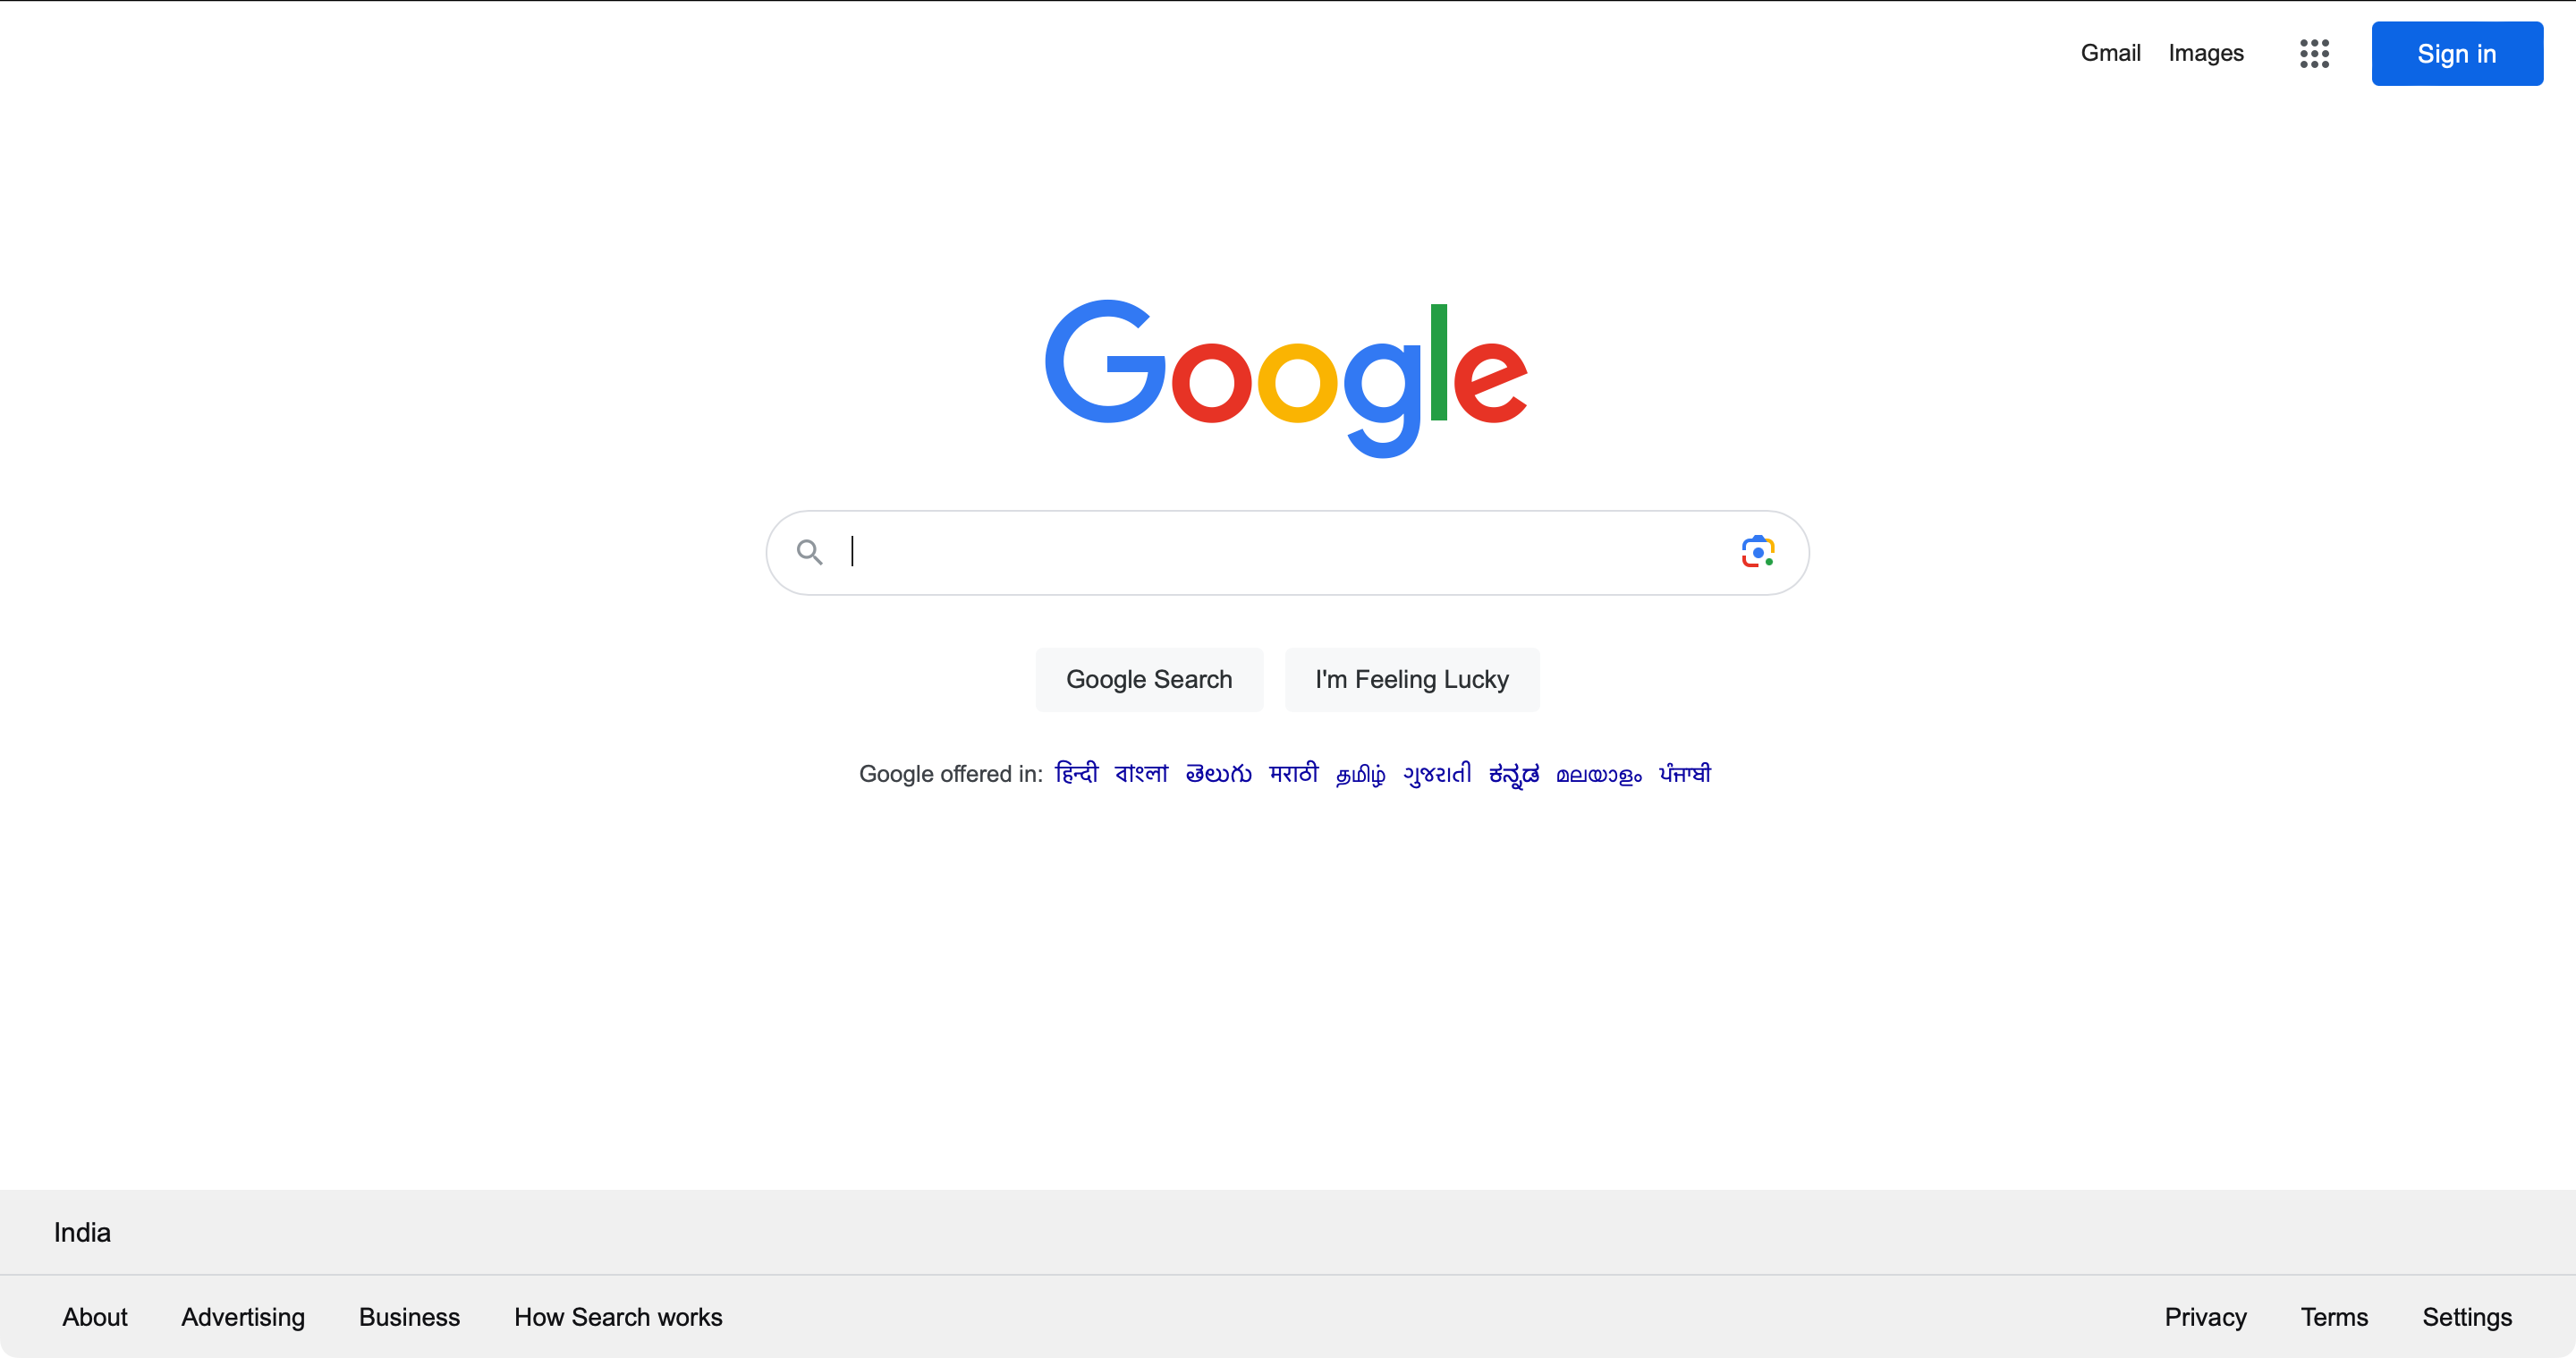 Gmail Images Sign in
Google
Google Search I'm Feeling Lucky
Google offered in: हिन्दी বাংলা తెలుగు मराठी தமிழ் ગુજરાતી ಕನ್ನಡ മലയാളം ਪੰਜਾਬੀ
India
About Advertising Business How Search works Privacy Terms Settings